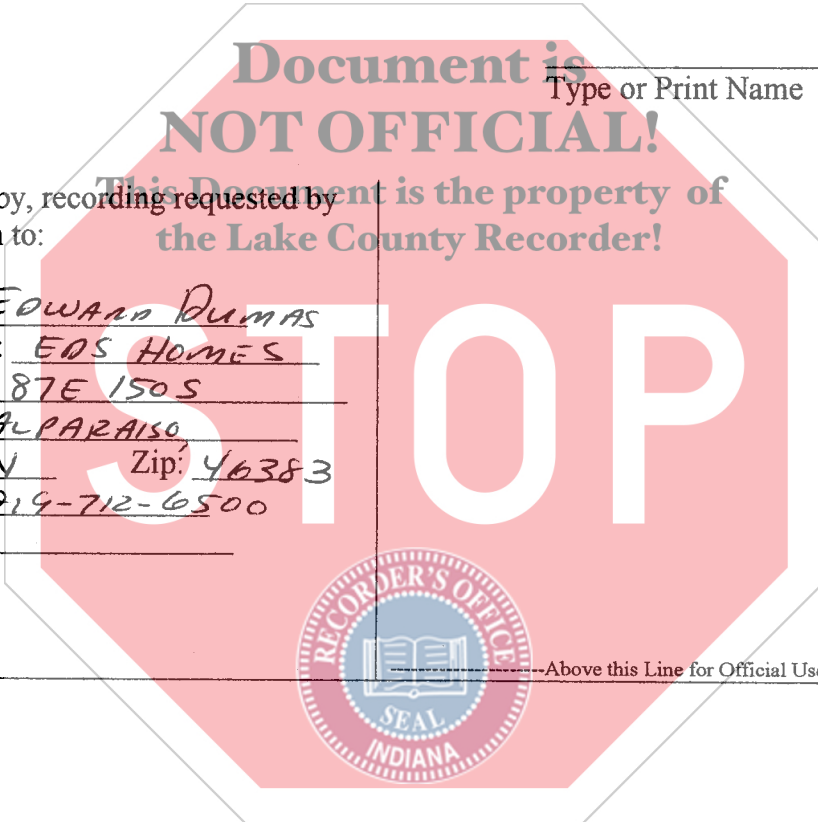 Document is
NOT OFFICIAL!
This Document is the property of
the Lake County Recorder!
Type or Print Name
by, recording requested by
to:
EDWARD DUMAS
: EDS HOMES
87E 150S
ALPARAISO,
N Zip: 46383
219-712-6500
STOP
RECORDER'S OFFICE
SEAL
INDIANA
Above this Line for Official Use